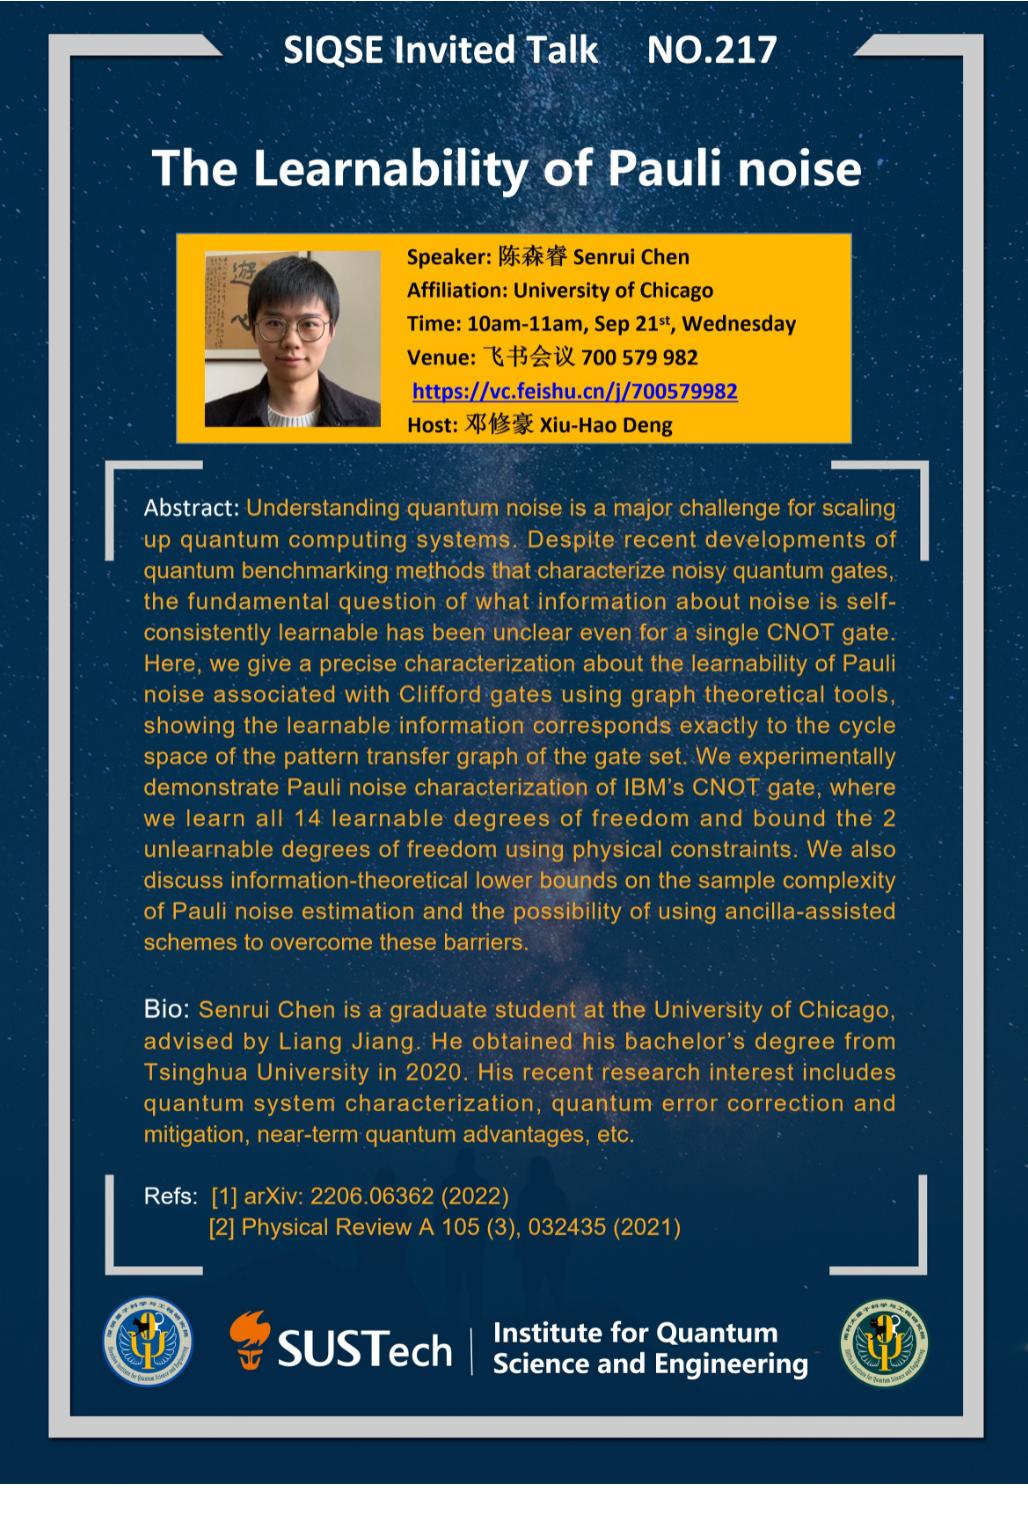 SIQSE Invited Talk NO.217
The Learnability of Pauli noise
Speaker: 陈森睿 Senrui Chen
Affiliation: University of Chicago
Time: 10am-11am, Sep 21st, Wednesday
Venue: 飞书会议 700 579 982
https://vc.feishu.cn/j/700579982
Host: 邓修豪 Xiu-Hao Deng
Abstract: Understanding quantum noise is a major challenge for scaling
up quantum computing systems. Despite recent developments of
quantum benchmarking methods that characterize noisy quantum gates,
the fundamental question of what information about noise is self-
consistently learnable has been unclear even for a single CNOT gate.
Here, we give a precise characterization about the learnability of Pauli
noise associated with Clifford gates using graph theoretical tools,
showing the learnable information corresponds exactly to the cycle
space of the pattern transfer graph of the gate set. We experimentally
demonstrate Pauli noise characterization of IBM's CNOT gate, where
we learn all 14 learnable degrees of freedom and bound the 2
unlearnable degrees of freedom using physical constraints. We also
discuss information-theoretical lower bounds on the sample complexity
of Pauli noise estimation and the possibility of using ancilla-assisted
schemes to overcome these barriers.
Bio: Senrui Chen is a graduate student at the University of Chicago,
advised by Liang Jiang. He obtained his bachelor's degree from
Tsinghua University in 2020. His recent research interest includes
quantum system characterization, quantum error correction and
mitigation, near-term quantum advantages, etc.
Refs: [1] arXiv: 2206.06362 (2022)
[2] Physical Review A 105 (3), 032435 (2021)
SUSTech
Institute for Quantum
Science and Engineering